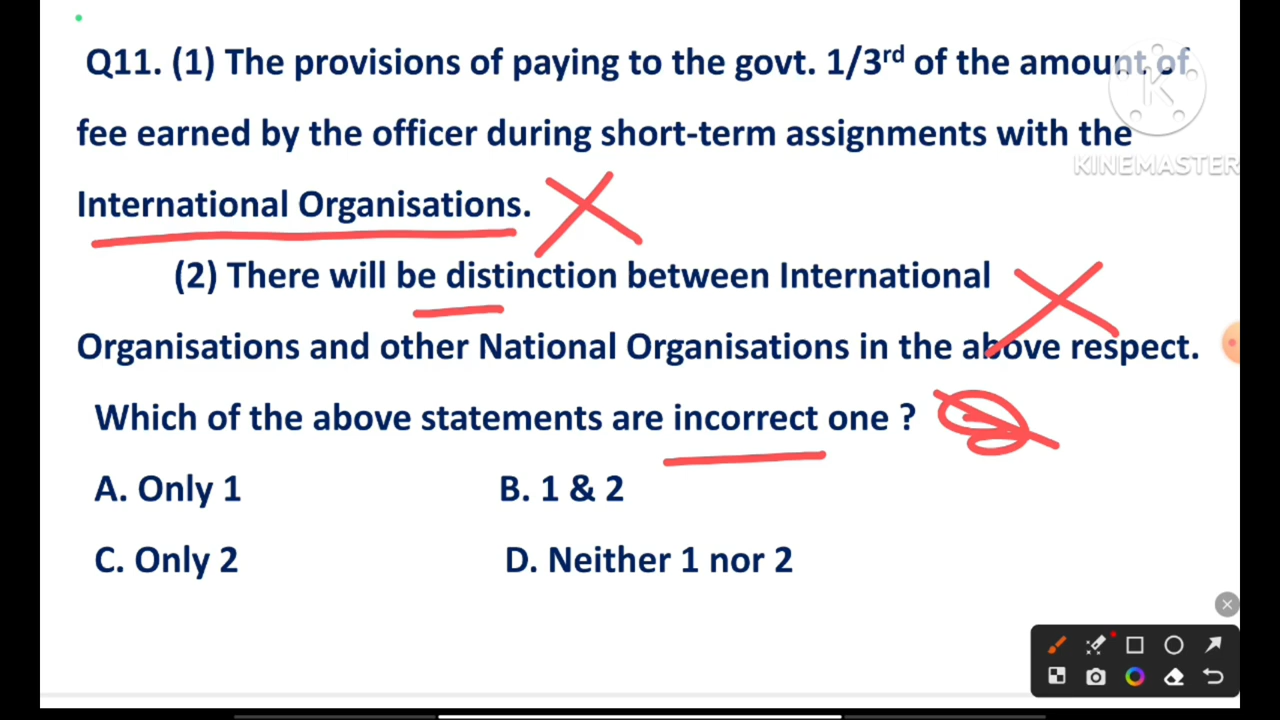 Q11. (1) The provisions of paying to the govt. 1/3rd of the amount of
fee earned by the officer during short-term assignments with the
International Organisations.
(2) There will be distinction between International
Organisations and other National Organisations in the above respect.
Which of the above statements are incorrect one ?
A. Only 1 B. 1 & 2
C. Only 2 D. Neither 1 nor 2
K
KINEMASTER